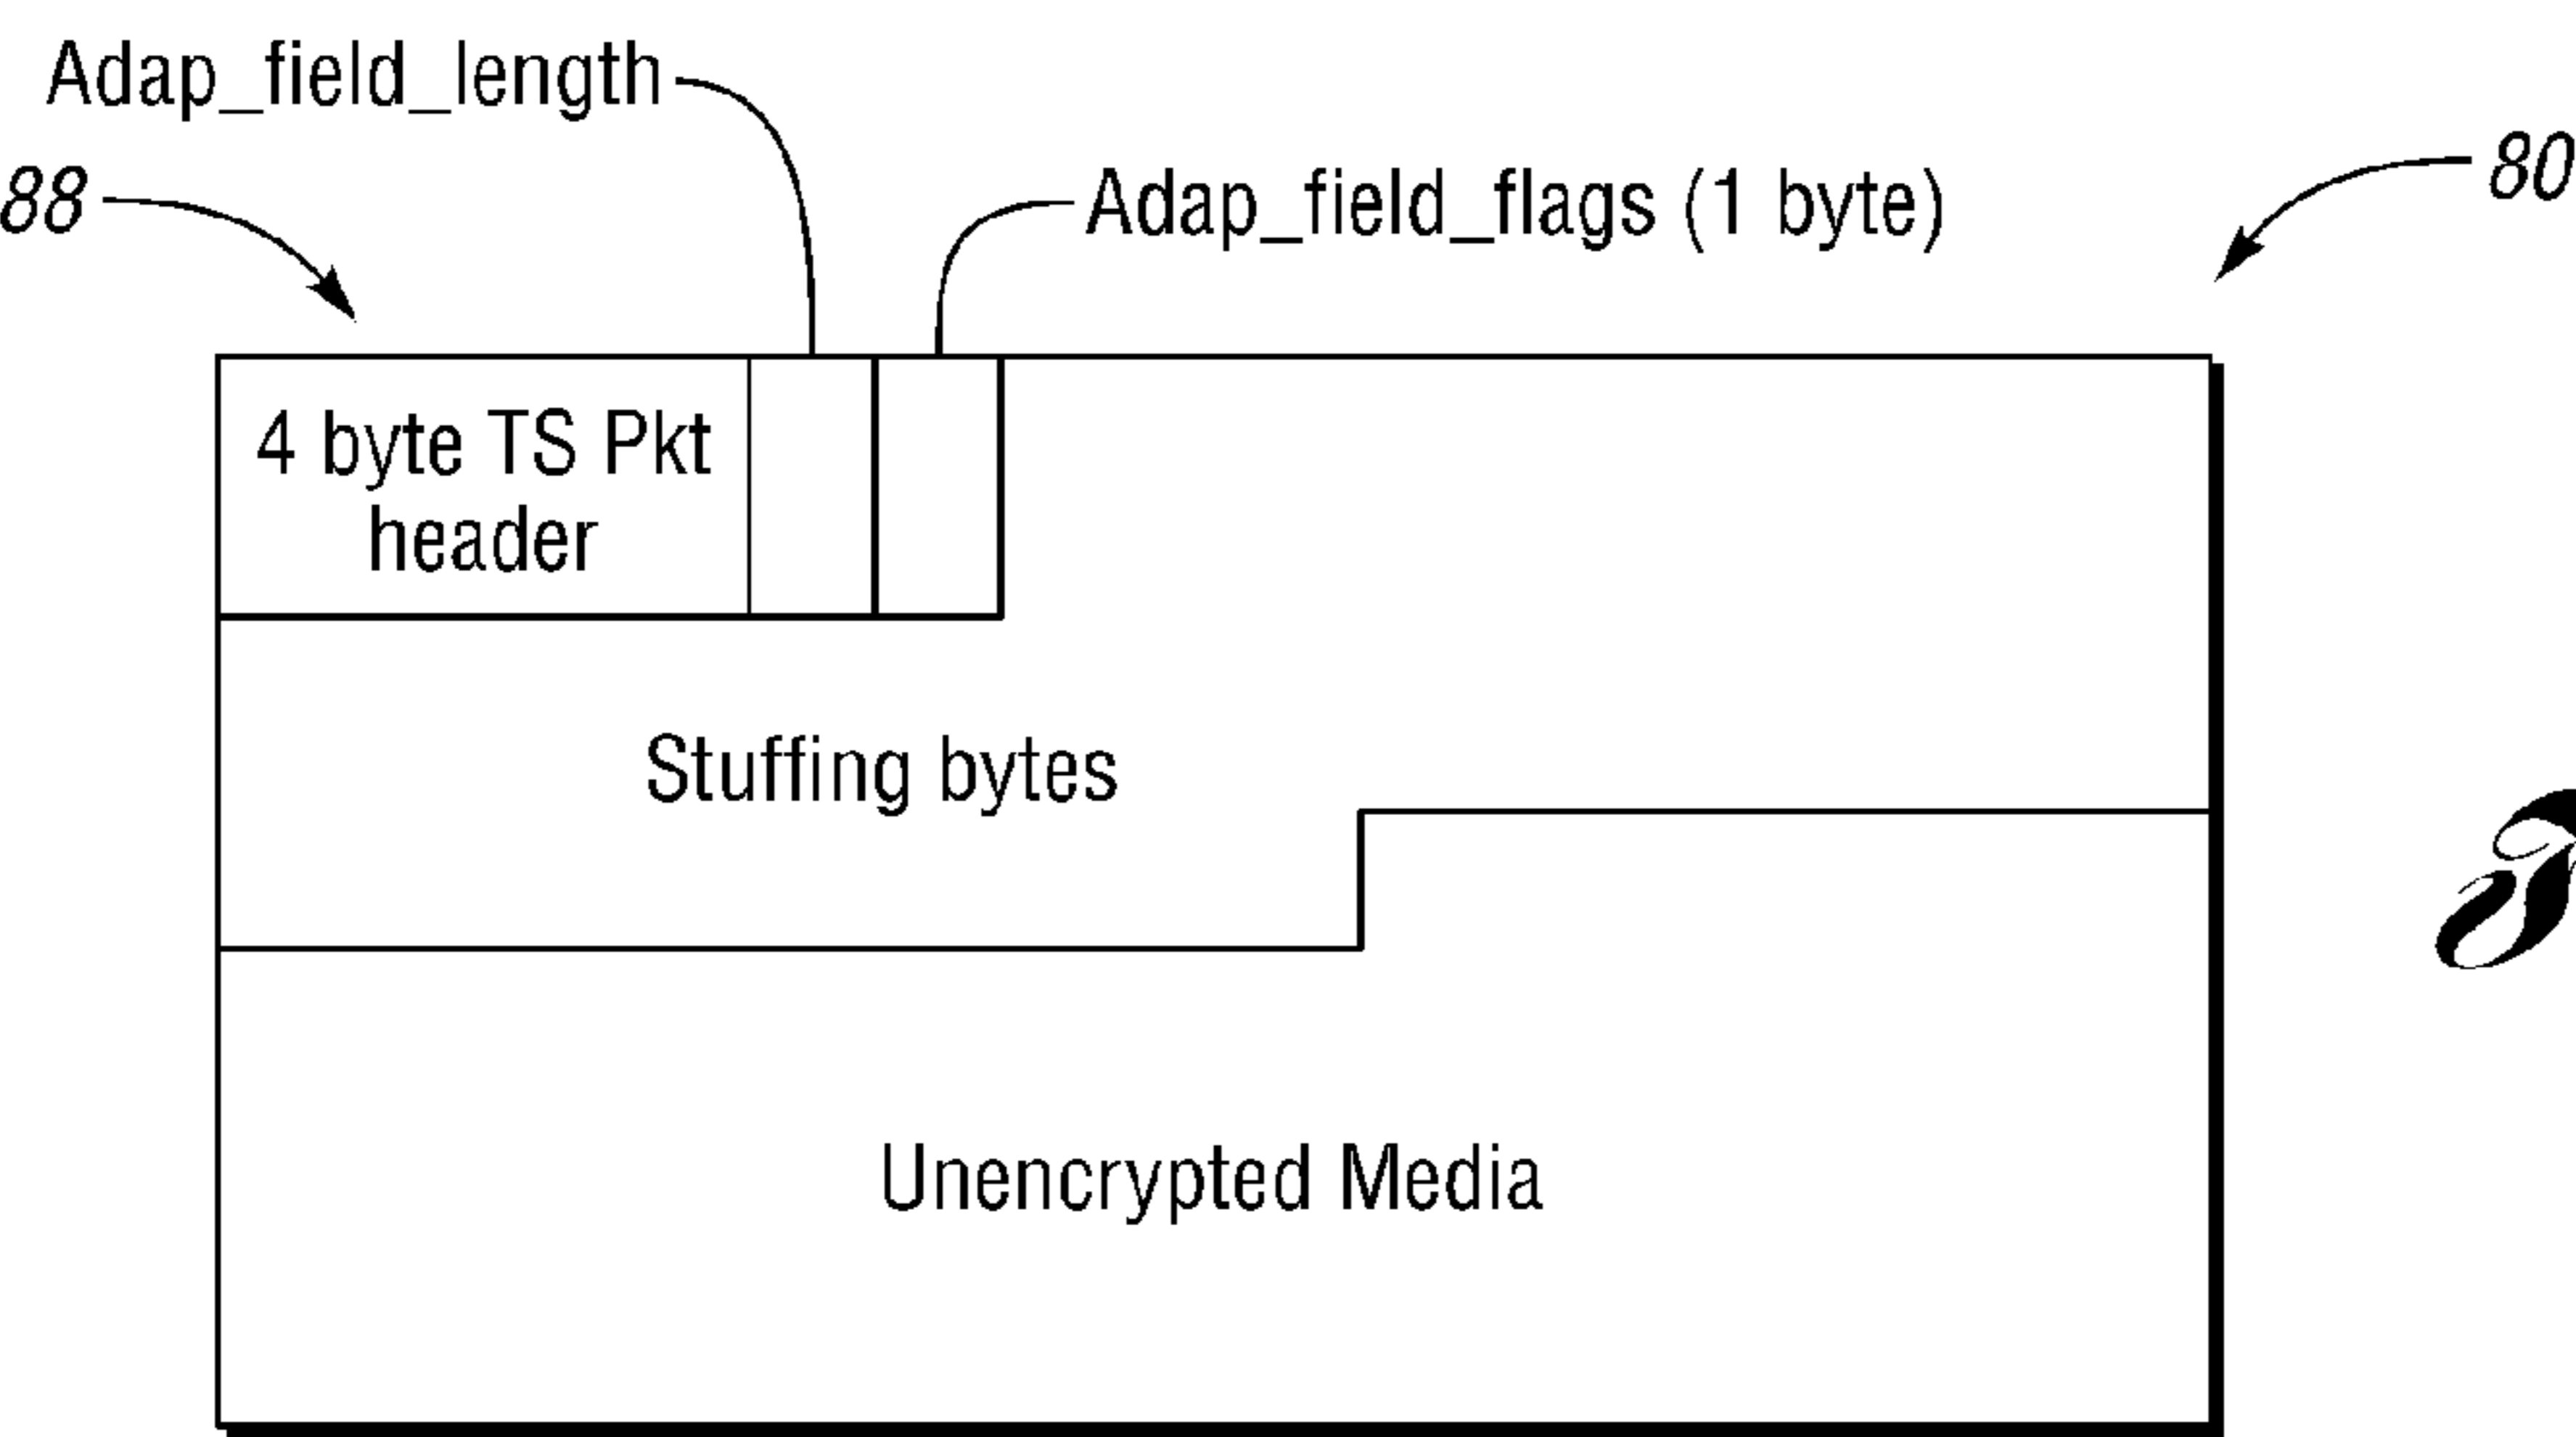 Adap_field_length
88
Adap_field_flags (1 byte)
80
4 byte TS Pkt
header
Stuffing bytes
Unencrypted Media